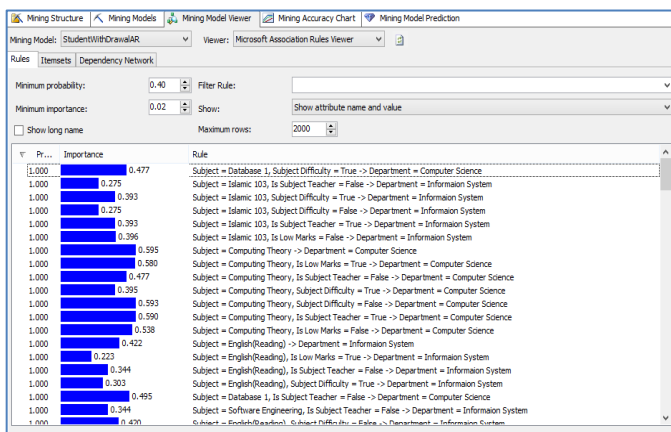 Mining Structure Mining Models Mining Model Viewer Mining Accuracy Chart Mining Model Prediction
Mining Model: StudentWithDrawalAR Viewer: Microsoft Association Rules Viewer
Rules Itemsets Dependency Network
Minimum probability: 0.40 Filter Rule:
Minimum importance: 0.02 Show: Show attribute name and value
Show long name Maximum rows: 2000
Pr... Importance Rule
1.000 0.477 Subject = Database 1, Subject Difficulty = True -> Department = Computer Science
1.000 0.275 Subject = Islamic 103, Is Subject Teacher = False -> Department = Informaion System
1.000 0.393 Subject = Islamic 103, Subject Difficulty = True -> Department = Informaion System
1.000 0.275 Subject = Islamic 103, Subject Difficulty = False -> Department = Informaion System
1.000 0.393 Subject = Islamic 103, Is Subject Teacher = True -> Department = Informaion System
1.000 0.396 Subject = Islamic 103, Is Low Marks = False -> Department = Informaion System
1.000 0.595 Subject = Computing Theory -> Department = Computer Science
1.000 0.580 Subject = Computing Theory, Is Low Marks = True -> Department = Computer Science
1.000 0.477 Subject = Computing Theory, Is Subject Teacher = False -> Department = Computer Science
1.000 0.395 Subject = Computing Theory, Subject Difficulty = True -> Department = Computer Science
1.000 0.593 Subject = Computing Theory, Subject Difficulty = False -> Department = Computer Science
1.000 0.590 Subject = Computing Theory, Is Subject Teacher = True -> Department = Computer Science
1.000 0.538 Subject = Computing Theory, Is Low Marks = False -> Department = Computer Science
1.000 0.422 Subject = English(Reading) -> Department = Informaion System
1.000 0.223 Subject = English(Reading), Is Low Marks = True -> Department = Informaion System
1.000 0.344 Subject = English(Reading), Is Subject Teacher = False -> Department = Informaion System
1.000 0.303 Subject = English(Reading), Subject Difficulty = True -> Department = Informaion System
1.000 0.495 Subject = Database 1, Is Subject Teacher = False -> Department = Computer Science
1.000 0.344 Subject = Software Engineering, Is Subject Teacher = False -> Department = Informaion System
1.000 0.420 Subject = English(Reading), Subject Difficulty = False -> Department = Informaion System